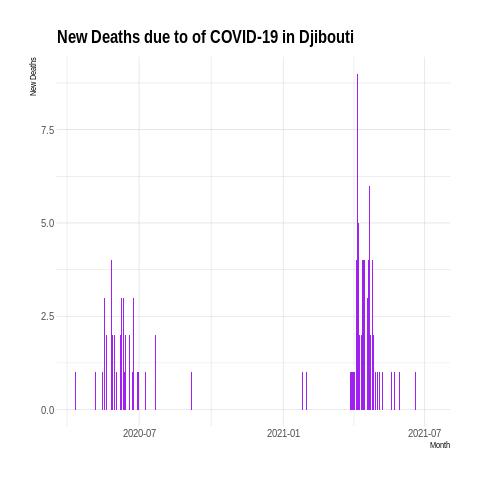 New Deaths due to of COVID-19 in Djibouti
New Deaths
7.5
5.0
2.5
0.0
2020-07 2021-01 2021-07
Month